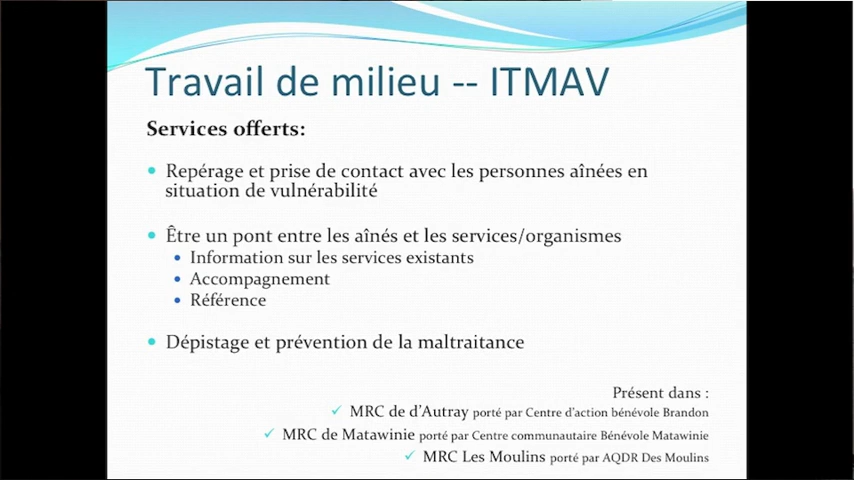 Travail de milieu -- ITMAV
Services offerts:
Repérage et prise de contact avec les personnes aînées en
situation de vulnérabilité
Être un pont entre les aînés et les services/organismes
Information sur les services existants
Accompagnement
Référence
Dépistage et prévention de la maltraitance
Présent dans :
MRC de d'Autray porté par Centre d'action bénévole Brandon
MRC de Matawinie porté par Centre communautaire Bénévole Matawinie
MRC Les Moulins porté par AQDR Des Moulins